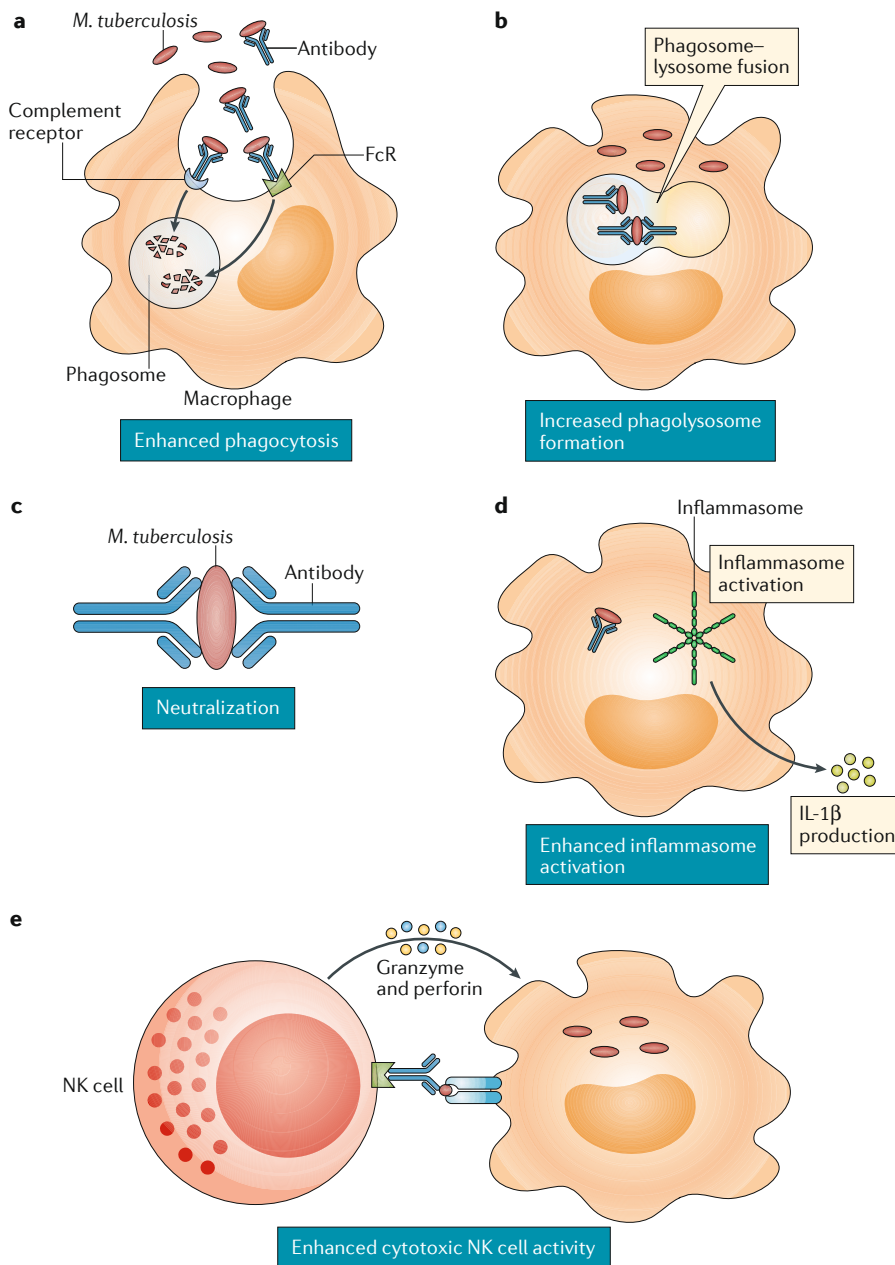 a
M. tuberculosis
Antibody
Complement
receptor
FcR
Phagosome
Macrophage
Enhanced phagocytosis
b
Phagosome–
lysosome fusion
Increased phagolysosome
formation
c
M. tuberculosis
Antibody
Neutralization
d
Inflammasome
Inflammasome
activation
IL-1β
production
Enhanced inflammasome
activation
e
Granzyme
and perforin
NK cell
Enhanced cytotoxic NK cell activity